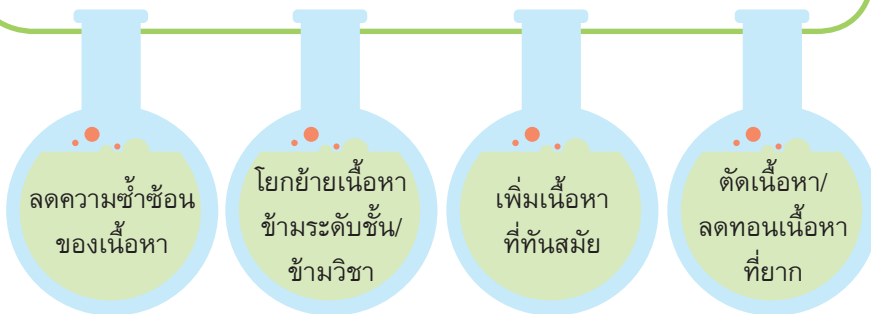 ลดความซ้ำซ้อน
ของเนื้อหา
โยกย้ายเนื้อหา
ข้ามระดับชั้น/
ข้ามวิชา
เพิ่มเนื้อหา
ที่ทันสมัย
ตัดเนื้อหา/
ลดทอนเนื้อหา
ที่ยาก